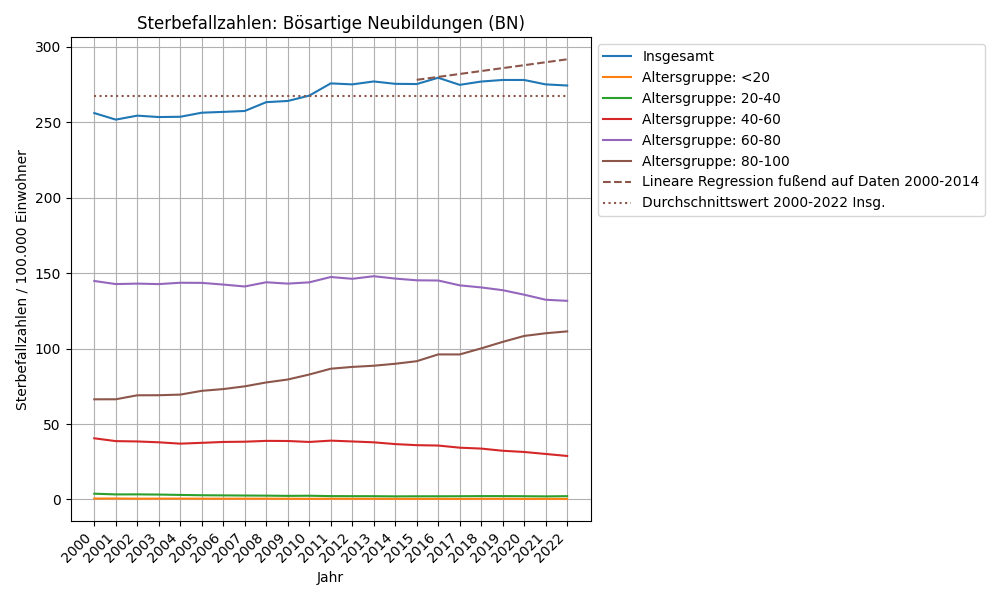 Sterbefallzahlen: Bösartige Neubildungen (BN)
Sterbefallzahlen / 100.000 Einwohner
300
250
200
150
100
50
0
2000
2001
2002
2003
2004
2005
2006
2007
2008
2009
2010
2011
2012
2013
2014
2015
2016
2017
2018
2019
2020
2021
2022
Jahr
Insgesamt
Altersgruppe: <20
Altersgruppe: 20-40
Altersgruppe: 40-60
Altersgruppe: 60-80
Altersgruppe: 80-100
Lineare Regression fußend auf Daten 2000-2014
Durchschnittswert 2000-2022 Insg.